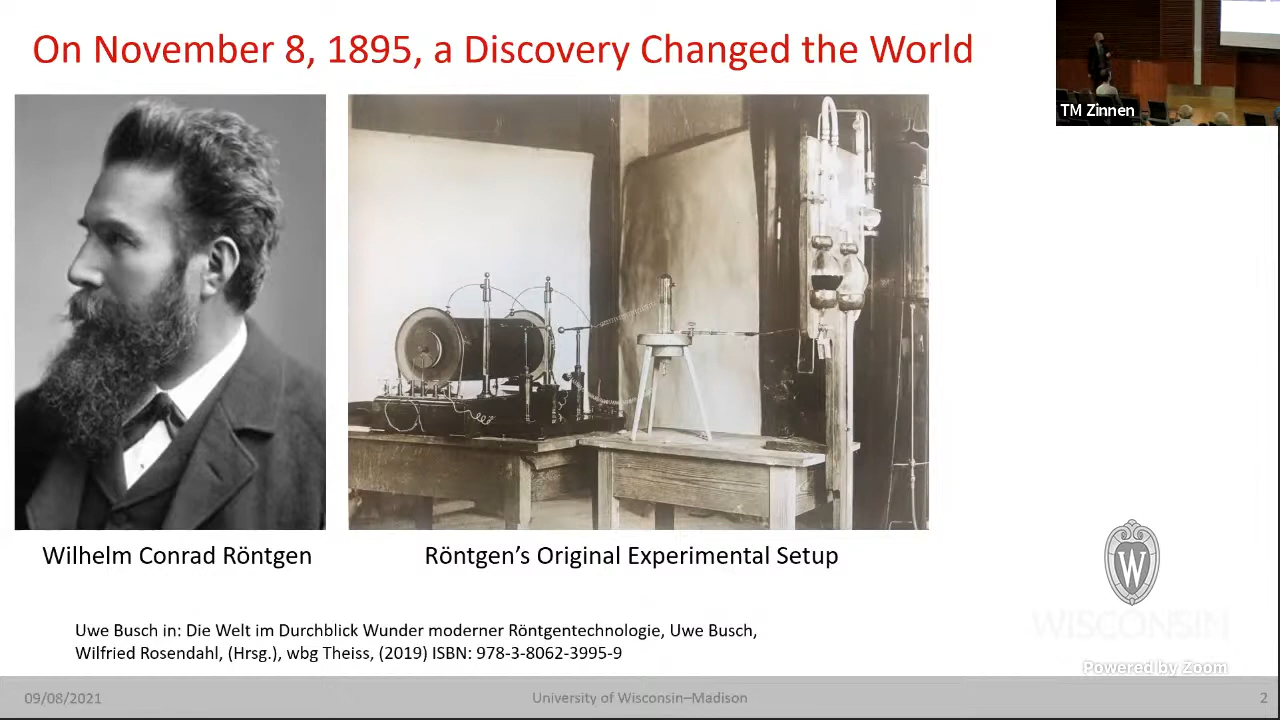 On November 8, 1895, a Discovery Changed the World
TM Zinnen
Wilhelm Conrad Röntgen
Röntgen’s Original Experimental Setup
W
WISCONSIN
Uwe Busch in: Die Welt im Durchblick Wunder moderner Röntgentechnologie, Uwe Busch,
Wilfried Rosendahl, (Hrsg.), wbg Theiss, (2019) ISBN: 978-3-8062-3995-9
Powered by Zoom
09/08/2021
University of Wisconsin–Madison
2